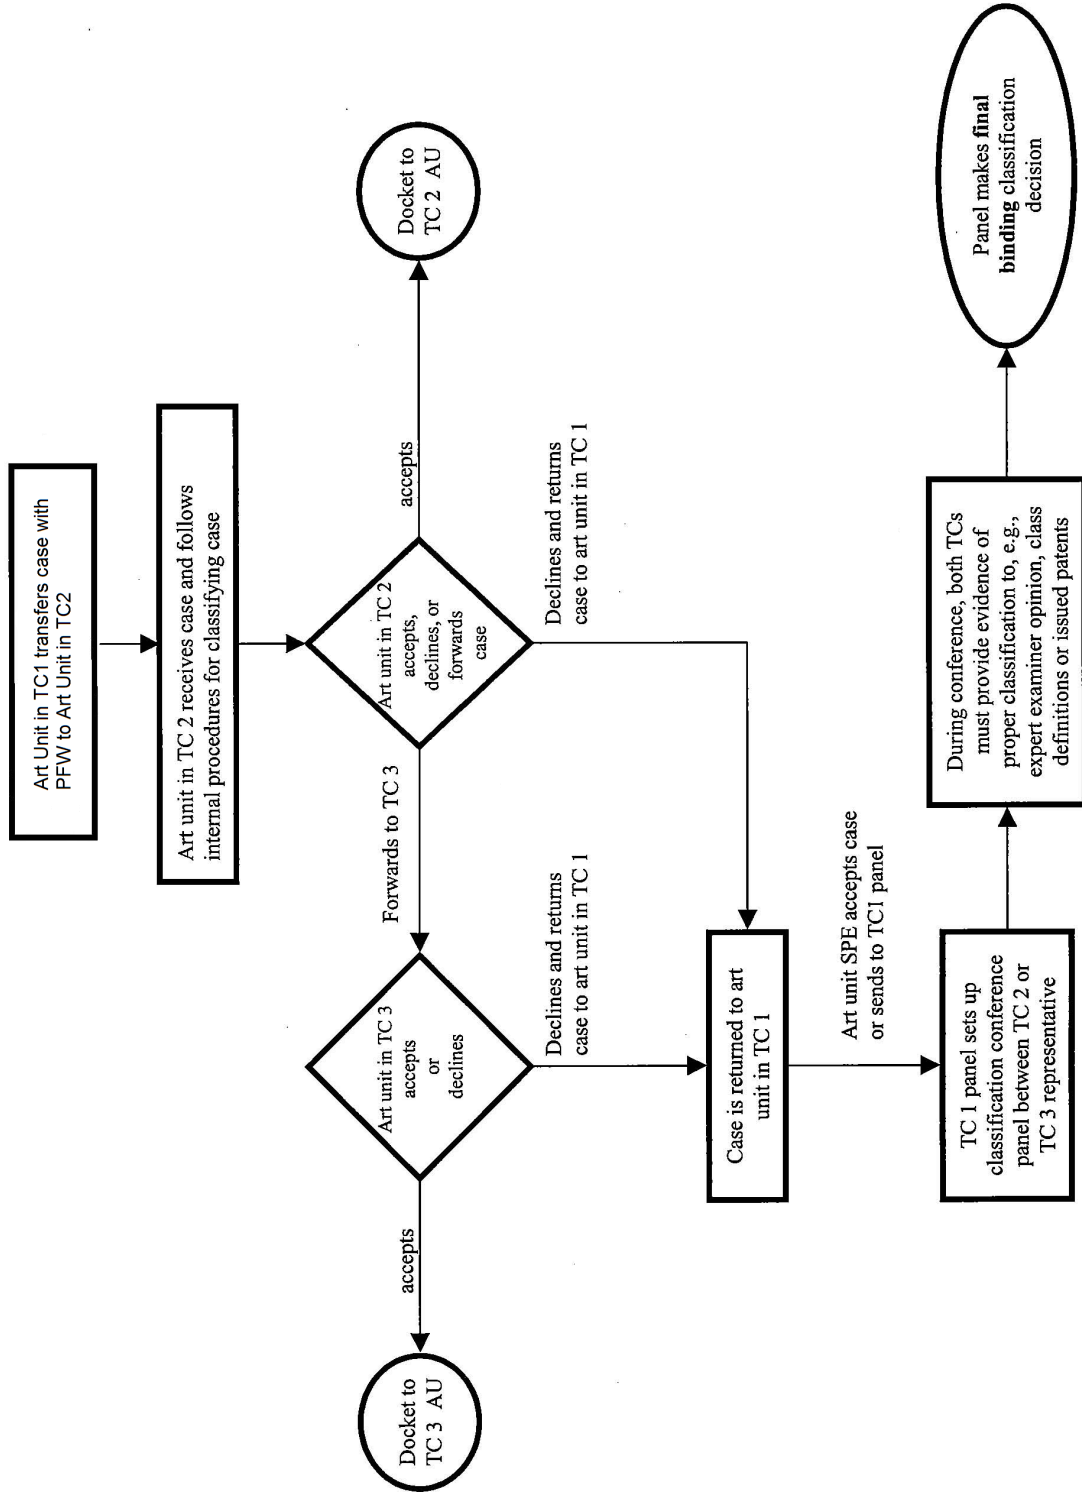 Art Unit in TC1 transfers case with
PFW to Art Unit in TC2
Art unit in TC 2 receives case and follows
internal procedures for classifying case
Docket to
TC 3 AU
accepts
Art unit in TC 3
accepts
or
declines
Forwards to TC 3
Art unit in TC 2
accepts,
declines, or
forwards
case
accepts
Docket to
TC 2 AU
Declines and returns
case to art unit in TC 1
Declines and returns
case to art unit in TC 1
Case is returned to art
unit in TC 1
Art unit SPE accepts case
or sends to TC1 panel
TC 1 panel sets up
classification conference
panel between TC 2 or
TC 3 representative
During conference, both TCs
must provide evidence of
proper classification to, e.g.,
expert examiner opinion, class
definitions or issued patents
Panel makes final
binding classification
decision